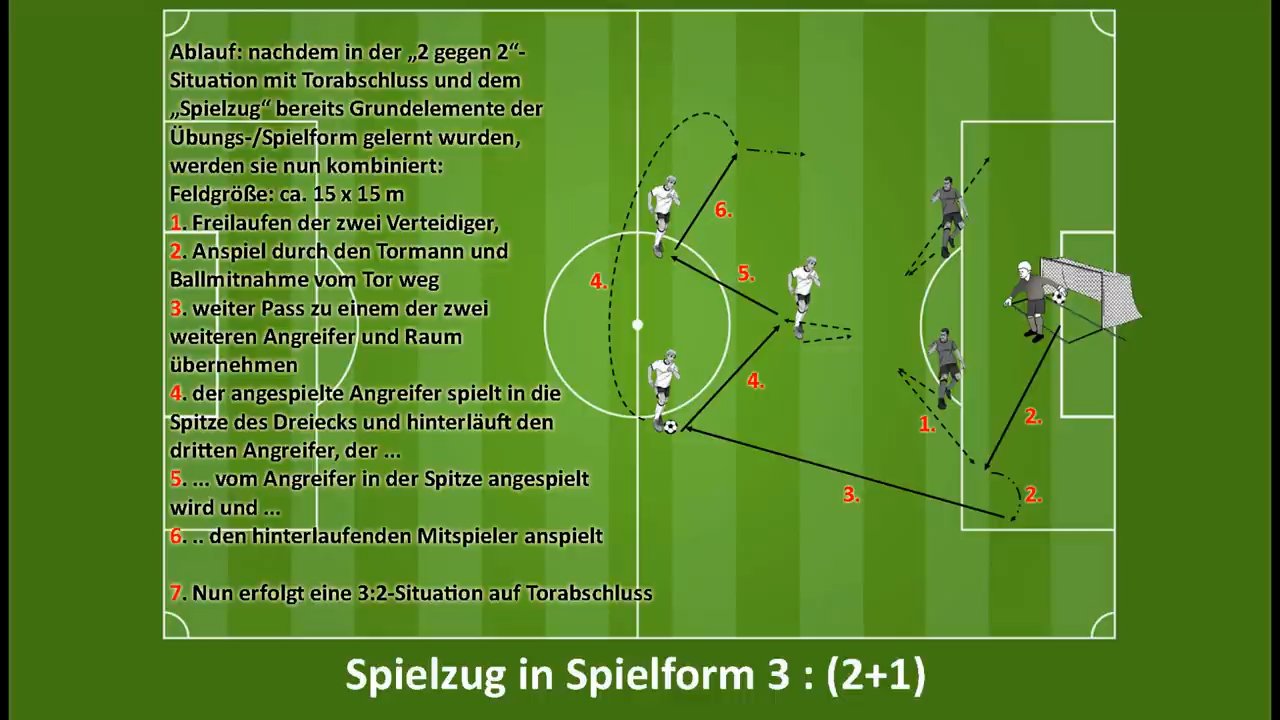 Ablauf: nachdem in der „2 gegen 2“-
Situation mit Torabschluss und dem
„Spielzug“ bereits Grundelemente der
Übungs-/Spielform gelernt wurden,
werden sie nun kombiniert:
Feldgröße: ca. 15 x 15 m
1. Freilaufen der zwei Verteidiger,
2. Anspiel durch den Tormann und
Ballmitnahme vom Tor weg
3. weiter Pass zu einem der zwei
weiteren Angreifer und Raum
übernehmen
4. der angespielte Angreifer spielt in die
Spitze des Dreiecks und hinterläuft den
dritten Angreifer, der ...
5. ... vom Angreifer in der Spitze angespielt
wird und ...
6. .. den hinterlaufenden Mitspieler anspielt
7. Nun erfolgt eine 3:2-Situation auf Torabschluss
6.
5.
4.
4.
1.
2.
3.
2.
Spielzug in Spielform 3 : (2+1)